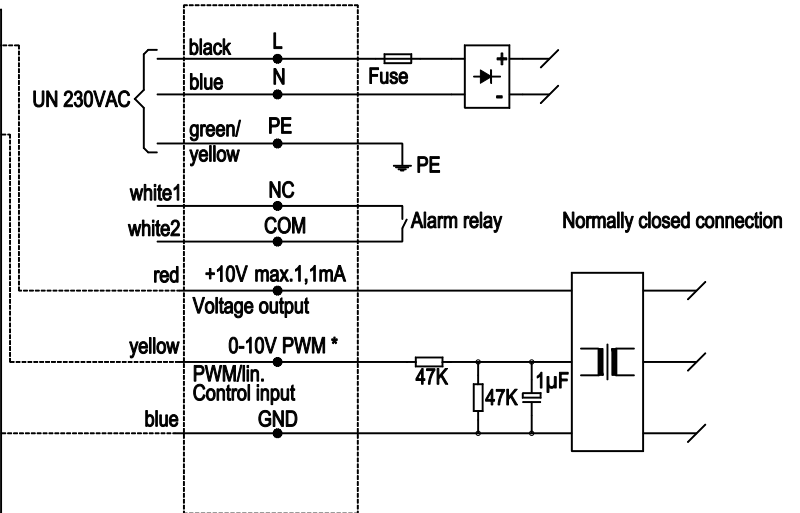 black L
blue N Fuse + -
UN 230VAC
green/ PE
yellow
PE
white1 NC
white2 COM Alarm relay Normally closed connection
red +10V max.1,1mA
Voltage output
yellow 0-10V PWM *
PWM/lin.
Control input
47K
47K
1µF
blue GND